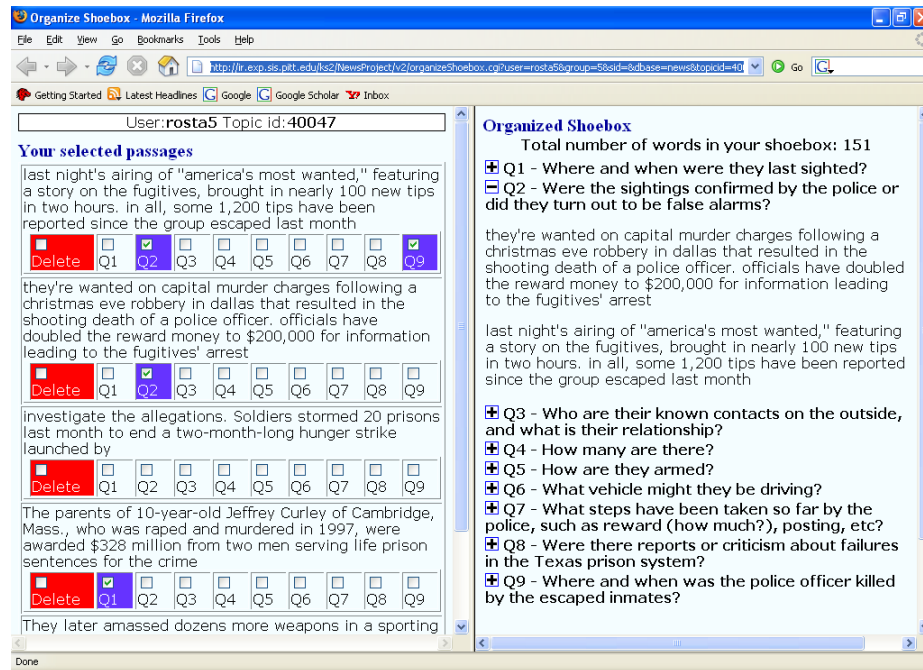 Organize Shoebox - Mozilla Firefox
File Edit View Go Bookmarks Tools Help
http://ir.exp.sis.pitt.edu/ks2/NewsProject/v2/organizeShoebox.cgi?user=rosta5&group=5&sid=&dbase=news&topicid=40 Go
Getting Started Latest Headlines Google Google Scholar Inbox
User:rosta5 Topic id:40047
Your selected passages
last night's airing of "america's most wanted," featuring
a story on the fugitives, brought in nearly 100 new tips
in two hours. in all, some 1,200 tips have been
reported since the group escaped last month
Delete Q1 Q2 Q3 Q4 Q5 Q6 Q7 Q8 Q9
they're wanted on capital murder charges following a
christmas eve robbery in dallas that resulted in the
shooting death of a police officer. officials have
doubled the reward money to $200,000 for information
leading to the fugitives' arrest
Delete Q1 Q2 Q3 Q4 Q5 Q6 Q7 Q8 Q9
investigate the allegations. Soldiers stormed 20 prisons
last month to end a two-month-long hunger strike
launched by
Delete Q1 Q2 Q3 Q4 Q5 Q6 Q7 Q8 Q9
The parents of 10-year-old Jeffrey Curley of Cambridge,
Mass., who was raped and murdered in 1997, were
awarded $328 million from two men serving life prison
sentences for the crime
Delete Q1 Q2 Q3 Q4 Q5 Q6 Q7 Q8 Q9
They later amassed dozens more weapons in a sporting
Organized Shoebox
Total number of words in your shoebox: 151
Q1 - Where and when were they last sighted?
Q2 - Were the sightings confirmed by the police or
did they turn out to be false alarms?
they're wanted on capital murder charges following a
christmas eve robbery in dallas that resulted in the
shooting death of a police officer. officials have doubled
the reward money to $200,000 for information leading
to the fugitives' arrest
last night's airing of "america's most wanted," featuring
a story on the fugitives, brought in nearly 100 new tips
in two hours. in all, some 1,200 tips have been reported
since the group escaped last month
Q3 - Who are their known contacts on the outside,
and what is their relationship?
Q4 - How many are there?
Q5 - How are they armed?
Q6 - What vehicle might they be driving?
Q7 - What steps have been taken so far by the
police, such as reward (how much?), posting, etc?
Q8 - Were there reports or criticism about failures
in the Texas prison system?
Q9 - Where and when was the police officer killed
by the escaped inmates?
Done